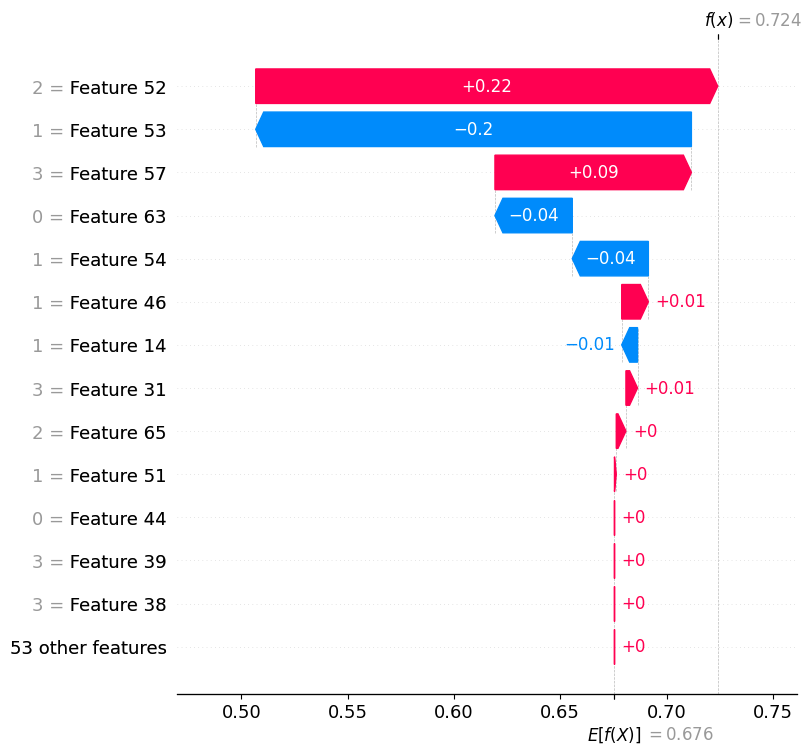 f(x) = 0.724
2 = Feature 52 +0.22
1 = Feature 53 −0.2
3 = Feature 57 +0.09
0 = Feature 63 −0.04
1 = Feature 54 −0.04
1 = Feature 46 +0.01
1 = Feature 14 −0.01
3 = Feature 31 +0.01
2 = Feature 65 +0
1 = Feature 51 +0
0 = Feature 44 +0
3 = Feature 39 +0
3 = Feature 38 +0
53 other features +0
0.50 0.55 0.60 0.65 0.70 0.75
E[f(X)] = 0.676